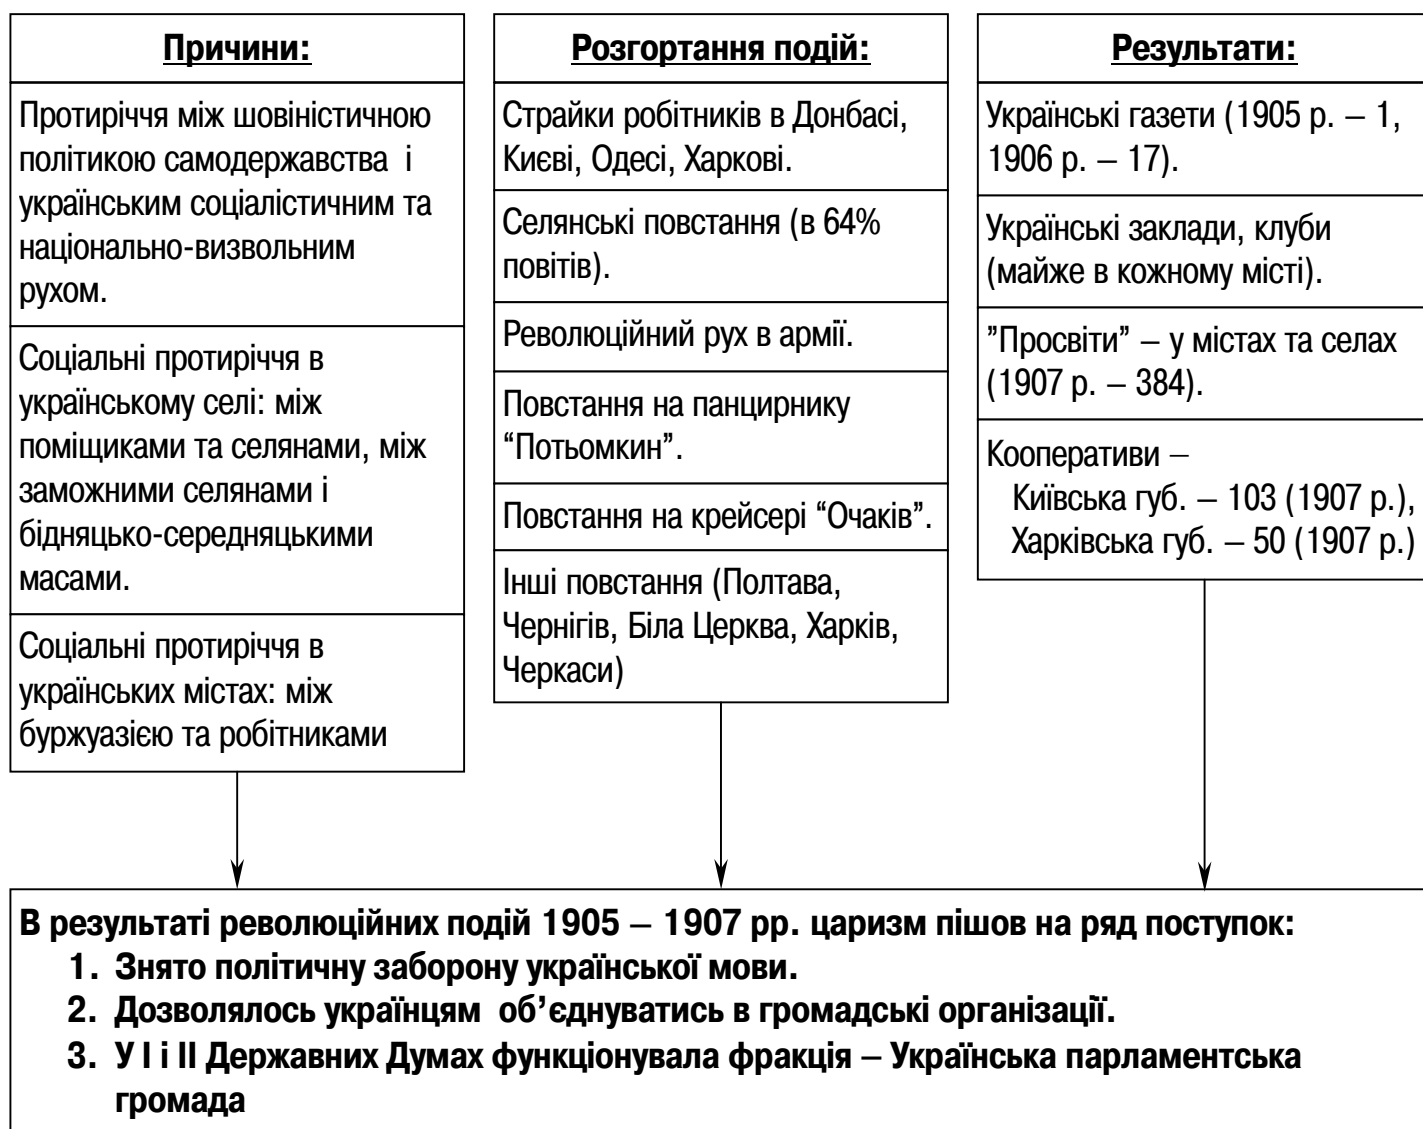 Причини:
Протиріччя між шовіністичною
політикою самодержавства і
українським соціалістичним та
національно-визвольним
рухом.
Соціальні протиріччя в
українському селі: між
поміщиками та селянами, між
заможними селянами і
бідняцько-середняцькими
масами.
Соціальні протиріччя в
українських містах: між
буржуазією та робітниками
Розгортання подій:
Страйки робітників в Донбасі,
Києві, Одесі, Харкові.
Селянські повстання (в 64%
повітів).
Революційний рух в армії.
Повстання на панцирнику
“Потьомкин”.
Повстання на крейсері “Очаків”.
Інші повстання (Полтава,
Чернігів, Біла Церква, Харків,
Черкаси)
Результати:
Українські газети (1905 р. – 1,
1906 р. – 17).
Українські заклади, клуби
(майже в кожному місті).
”Просвіти” – у містах та селах
(1907 р. – 384).
Кооперативи –
Київська губ. – 103 (1907 р.),
Харківська губ. – 50 (1907 р.)
В результаті революційних подій 1905 – 1907 рр. царизм пішов на ряд поступок:
1. Знято політичну заборону української мови.
2. Дозволялось українцям об’єднуватись в громадські організації.
3. У І і ІІ Державних Думах функціонувала фракція – Українська парламентська
громада